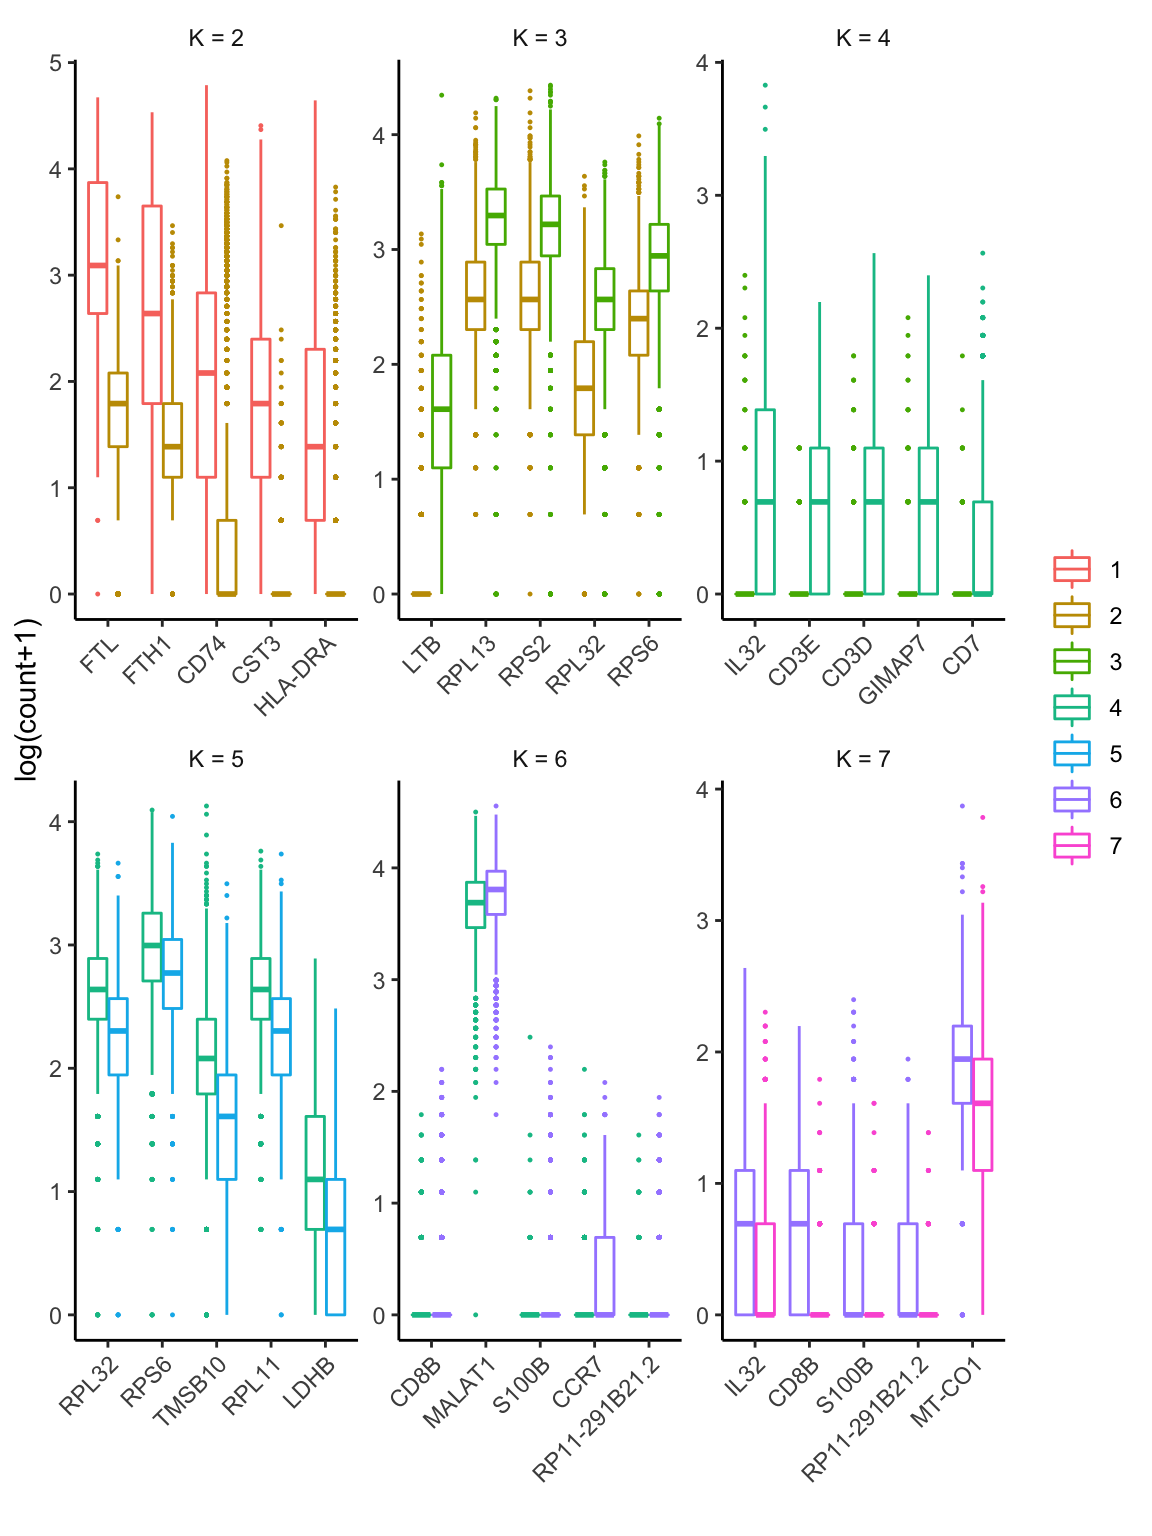 K = 2
K = 3
K = 4
5
4
3
2
1
0
4
3
2
1
0
4
3
2
1
0
FTL
FTH1
CD74
CST3
HLA-DRA
LTB
RPL13
RPS2
RPL32
RPS6
IL32
CD3E
CD3D
GIMAP7
CD7
log(count+1)
K = 5
K = 6
K = 7
4
3
2
1
0
4
3
2
1
0
4
3
2
1
0
RPL32
RPS6
TMSB10
RPL11
LDHB
CD8B
MALAT1
S100B
CCR7
RP11-291B21.2
IL32
CD8B
S100B
RP11-291B21.2
MT-CO1
1
2
3
4
5
6
7